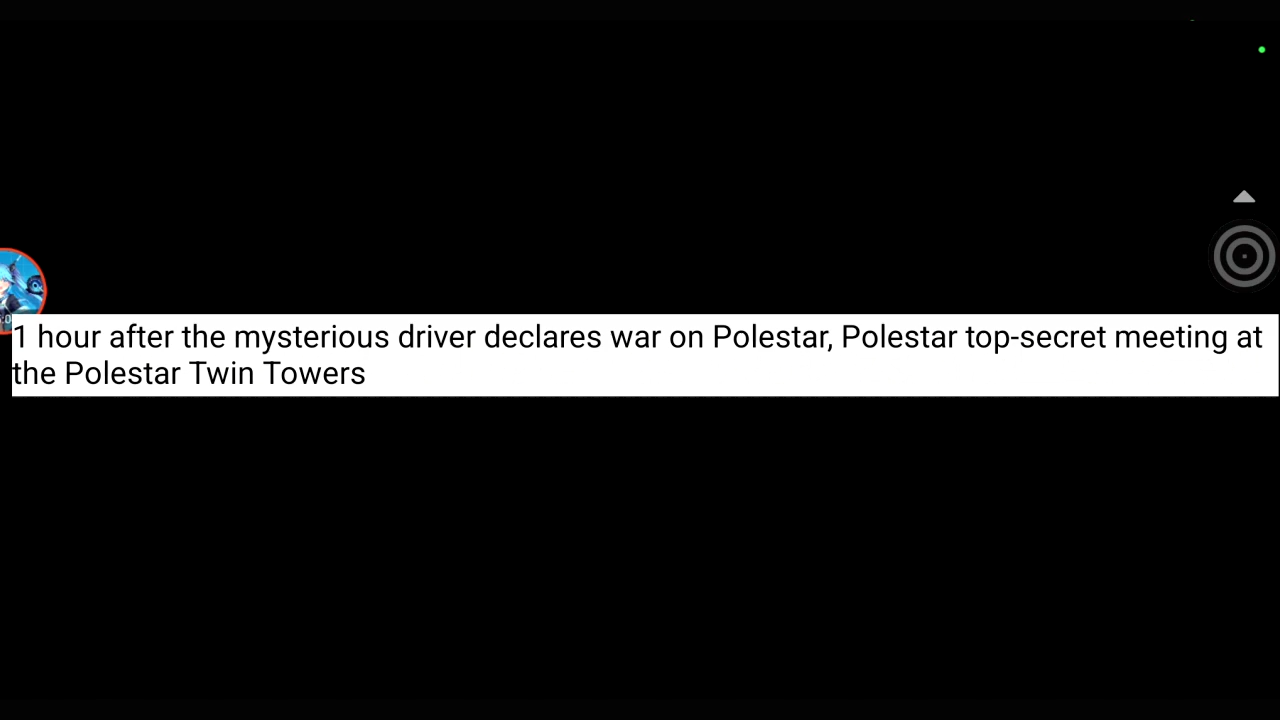 1 hour after the mysterious driver declares war on Polestar, Polestar top-secret meeting at
the Polestar Twin Towers